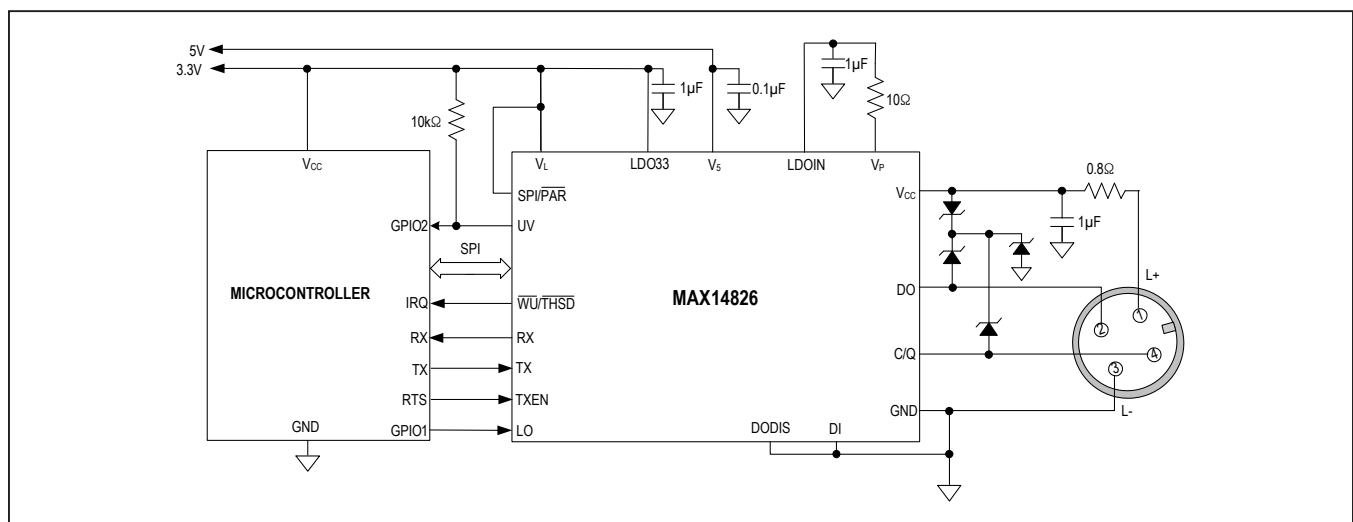 5V
3.3V
1µF
0.1µF
1µF
10Ω
10kΩ
VCC
VL
LDO33
V5
LDOIN
VP
SPI/PAR
VCC
0.8Ω
1µF
GPIO2
UV
SPI
MICROCONTROLLER
MAX14826
L+
IRQ
WU/THSD
DO
RX
RX
1
2
TX
TX
C/Q
4
3
RTS
TXEN
GND
L-
GND
GPIO1
LO
DODIS
DI